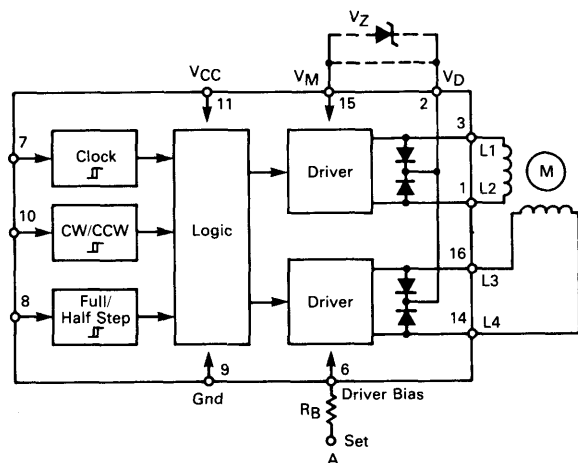 VZ
VCC
VM
VD
11
15
2
3
7
Clock
Driver
L1
M
1
L2
10
CW/CCW
Logic
16
L3
8
Full/
Half Step
Driver
14
L4
9
6
Gnd
Driver Bias
RB
Set
A